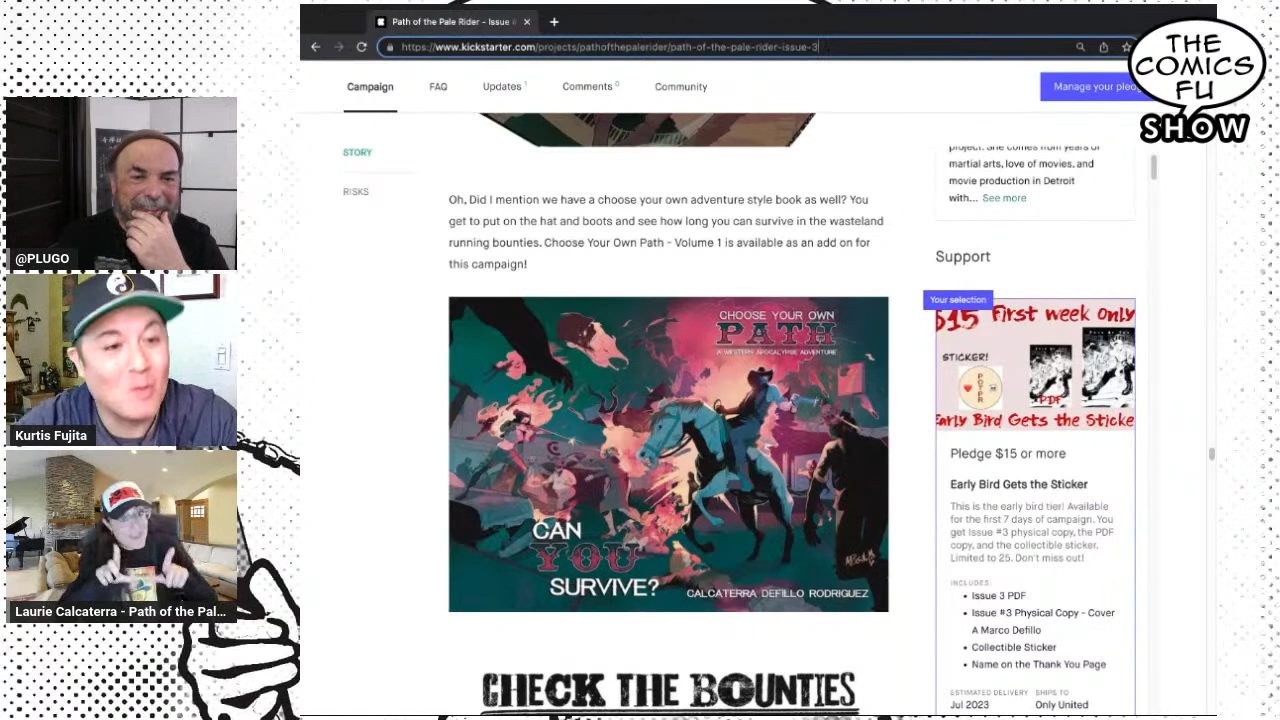 Path of the Pale Rider - Issue
https://www.kickstarter.com/projects/pathofthepalerider/path-of-the-pale-rider-issue-3
THE
COMICS
FU
SHOW
Campaign
FAQ
Updates 1
Comments 0
Community
Manage your
STORY
RISKS
project. She comes from years of
martial arts, love of movies, and
movie production in Detroit
with... See more
Oh, Did I mention we have a choose your own adventure style book as well? You
get to put on the hat and boots and see how long you can survive in the wasteland
running bounties. Choose Your Own Path - Volume 1 is available as an add on for
this campaign!
Support
Your selection
$15 First week only
STICKER!
POTPR
PDF
Early Bird Gets the Sticke
CHOOSE YOUR OWN
PATH
A WESTERN APOCALYPSE ADVENTURE
CAN
YOU
SURVIVE?
CALCATERRA DEFILLO RODRIGUEZ
CHECK THE BOUNTIES
Pledge $15 or more
Early Bird Gets the Sticker
This is the early bird tier! Available
for the first 7 days of campaign. You
get Issue #3 physical copy, the PDF
copy, and the collectible sticker.
Limited to 25. Don't miss out!
INCLUDES:
• Issue 3 PDF
• Issue #3 Physical Copy - Cover
A Marco Defillo
• Collectible Sticker
• Name on the Thank You Page
ESTIMATED DELIVERY
Jul 2023
SHIPS TO
Only United
@PLUGO
Kurtis Fujita
Laurie Calcaterra - Path of the Pal...